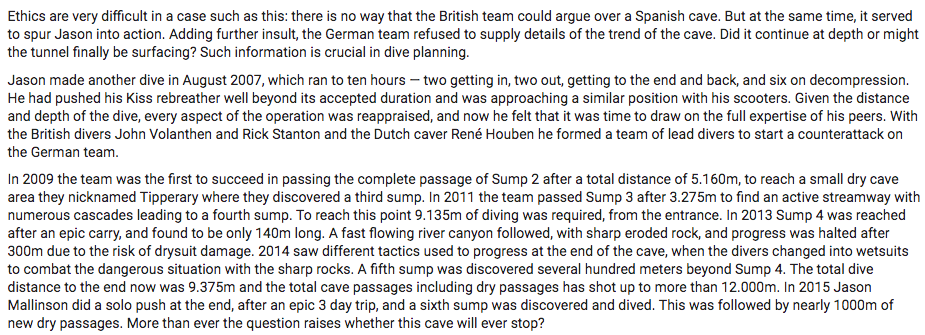 Ethics are very difficult in a case such as this: there is no way that the British team could argue over a Spanish cave. But at the same time, it served
to spur Jason into action. Adding further insult, the German team refused to supply details of the trend of the cave. Did it continue at depth or might
the tunnel finally be surfacing? Such information is crucial in dive planning.
Jason made another dive in August 2007, which ran to ten hours — two getting in, two out, getting to the end and back, and six on decompression.
He had pushed his Kiss rebreather well beyond its accepted duration and was approaching a similar position with his scooters. Given the distance
and depth of the dive, every aspect of the operation was reappraised, and now he felt that it was time to draw on the full expertise of his peers. With
the British divers John Volanthen and Rick Stanton and the Dutch caver René Houben he formed a team of lead divers to start a counterattack on
the German team.
In 2009 the team was the first to succeed in passing the complete passage of Sump 2 after a total distance of 5.160m, to reach a small dry cave
area they nicknamed Tipperary where they discovered a third sump. In 2011 the team passed Sump 3 after 3.275m to find an active streamway with
numerous cascades leading to a fourth sump. To reach this point 9.135m of diving was required, from the entrance. In 2013 Sump 4 was reached
after an epic carry, and found to be only 140m long. A fast flowing river canyon followed, with sharp eroded rock, and progress was halted after
300m due to the risk of drysuit damage. 2014 saw different tactics used to progress at the end of the cave, when the divers changed into wetsuits
to combat the dangerous situation with the sharp rocks. A fifth sump was discovered several hundred meters beyond Sump 4. The total dive
distance to the end now was 9.375m and the total cave passages including dry passages has shot up to more than 12.000m. In 2015 Jason
Mallinson did a solo push at the end, after an epic 3 day trip, and a sixth sump was discovered and dived. This was followed by nearly 1000m of
new dry passages. More than ever the question raises whether this cave will ever stop?